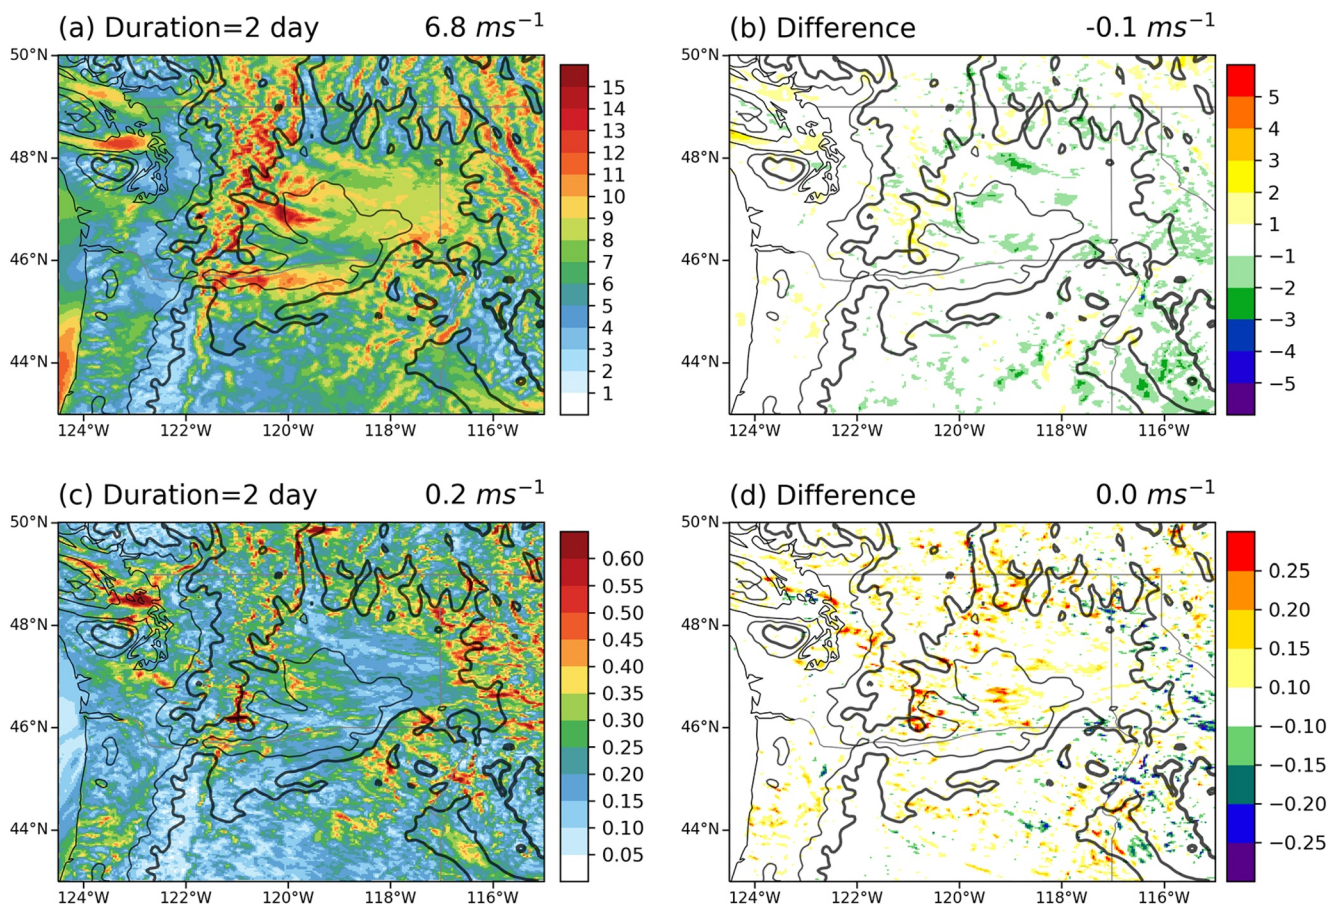 (a) Duration=2 day 6.8 ms⁻¹
(b) Difference -0.1 ms⁻¹
50°N
48°N
46°N
44°N
124°W 122°W 120°W 118°W 116°W
15
14
13
12
11
10
9
8
7
6
5
4
3
2
1
50°N
48°N
46°N
44°N
124°W 122°W 120°W 118°W 116°W
5
4
3
2
1
−1
−2
−3
−4
−5
(c) Duration=2 day 0.2 ms⁻¹
(d) Difference 0.0 ms⁻¹
50°N
48°N
46°N
44°N
124°W 122°W 120°W 118°W 116°W
0.60
0.55
0.50
0.45
0.40
0.35
0.30
0.25
0.20
0.15
0.10
0.05
50°N
48°N
46°N
44°N
124°W 122°W 120°W 118°W 116°W
0.25
0.20
0.15
0.10
−0.10
−0.15
−0.20
−0.25